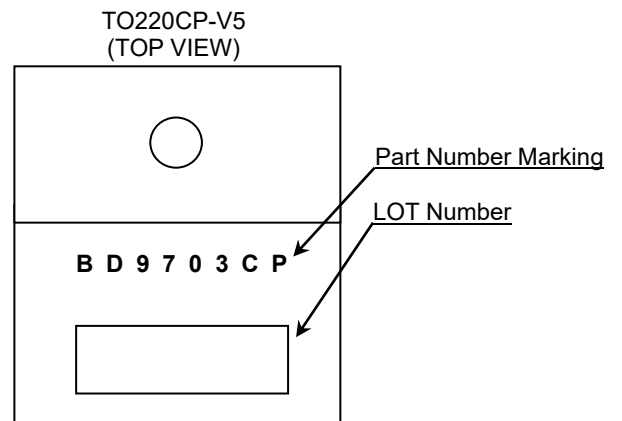 TO220CP-V5
(TOP VIEW)
Part Number Marking
LOT Number
B D 9 7 0 3 C P